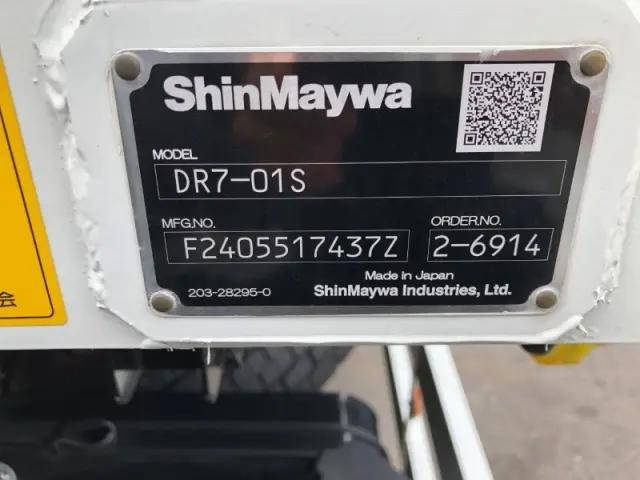 ShinMaywa
MODEL
DR7-01S
MFG.NO. ORDER.NO.
F2405517437Z 2-6914
Made in Japan
203-28295-0 ShinMaywa Industries, Ltd.
会